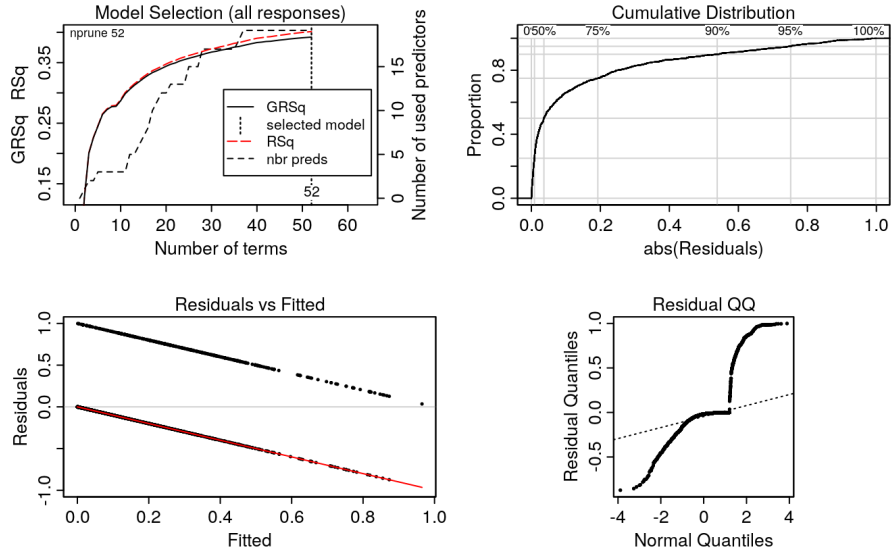 Model Selection (all responses)
nprune 52
GRSq   RSq
0.15 0.25 0.35
GRSq
selected model
RSq
nbr preds
52
0 5 10 15
Number of used predictors
0 10 20 30 40 50 60
Number of terms
Cumulative Distribution
0% 50% 75% 90% 95% 100%
Proportion
0.0 0.4 0.8
0.0 0.2 0.4 0.6 0.8 1.0
abs(Residuals)
Residuals vs Fitted
Residuals
-1.0 0.0 0.5 1.0
0.0 0.2 0.4 0.6 0.8 1.0
Fitted
Residual QQ
Residual Quantiles
-0.5 0.0 0.5 1.0
-4 -2 0 2 4
Normal Quantiles